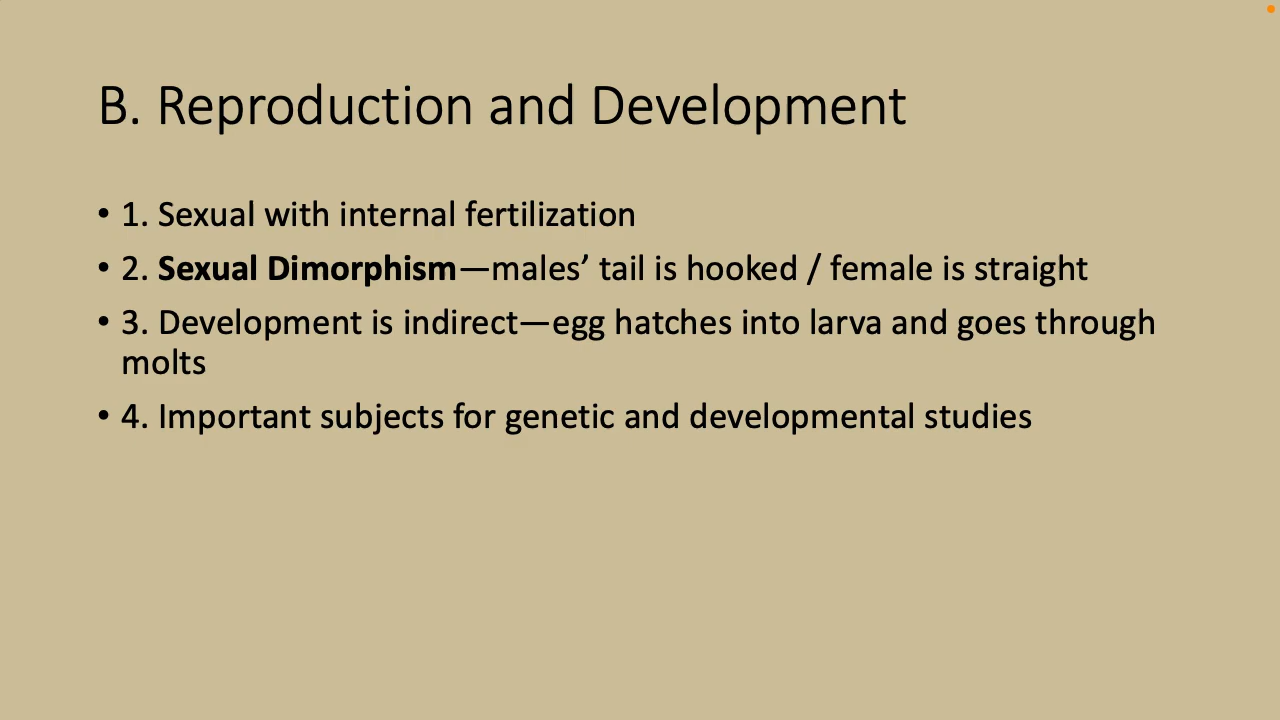 B. Reproduction and Development
• 1. Sexual with internal fertilization
• 2. Sexual Dimorphism—males’ tail is hooked / female is straight
• 3. Development is indirect—egg hatches into larva and goes through
molts
• 4. Important subjects for genetic and developmental studies